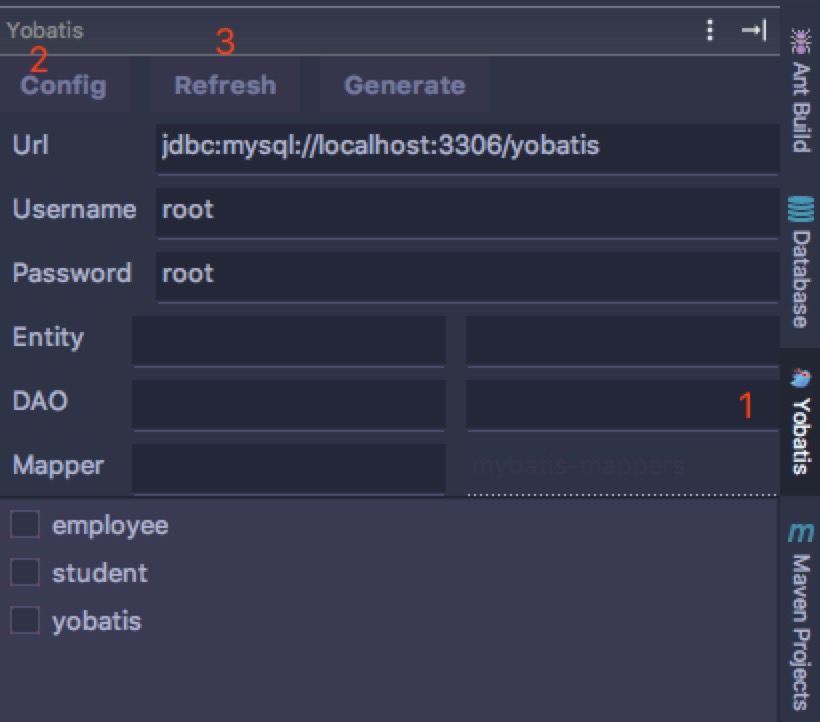 Yobatis
2
3
Config
Refresh
Generate
Url
jdbc:mysql://localhost:3306/yobatis
Username
root
Password
root
Entity
DAO
1
Mapper
mybatis-mappers
employee
student
yobatis
Ant Build
Database
Yobatis
m
Maven Projects